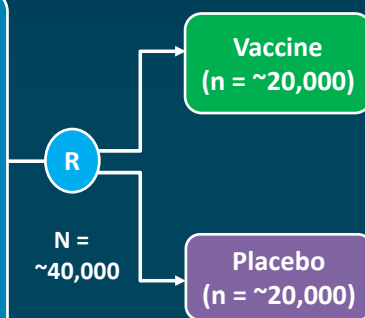 Vaccine
(n = ~20,000)
R
N =
~40,000
Placebo
(n = ~20,000)